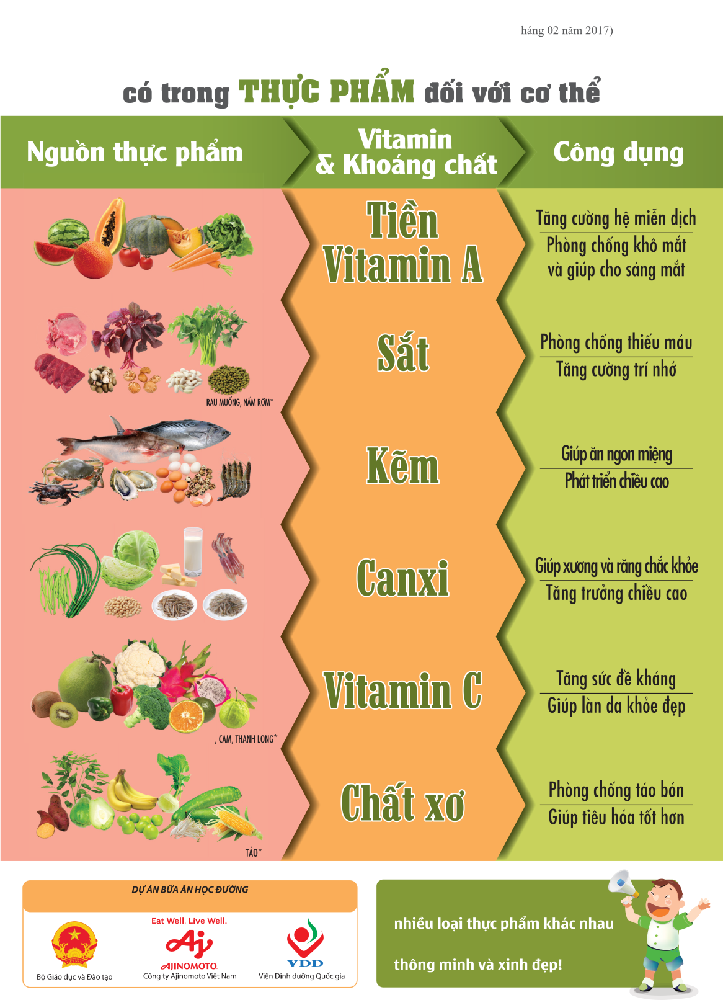 háng 02 năm 2017)
có trong THỰC PHẨM đối với cơ thể
Nguồn thực phẩm
Vitamin
& Khoáng chất
Công dụng
Tiền
Vitamin A
Tăng cường hệ miễn dịch
Phòng chống khô mắt
và giúp cho sáng mắt
Sắt
Phòng chống thiếu máu
Tăng cường trí nhớ
RAU MUỐNG, NẤM RƠM*
Kẽm
Giúp ăn ngon miệng
Phát triển chiều cao
Canxi
Giúp xương và răng chắc khỏe
Tăng trưởng chiều cao
Vitamin C
Tăng sức đề kháng
Giúp làn da khỏe đẹp
, CAM, THANH LONG*
Chất xơ
Phòng chống táo bón
Giúp tiêu hóa tốt hơn
TÁO*
DỰ ÁN BỮA ĂN HỌC ĐƯỜNG
VIỆT NAM
Bộ Giáo dục và Đào tạo
Eat Well, Live Well.
Aj
AJINOMOTO.
Công ty Ajinomoto Việt Nam
VDD
Viện Dinh dưỡng Quốc gia
nhiều loại thực phẩm khác nhau
thông minh và xinh đẹp!